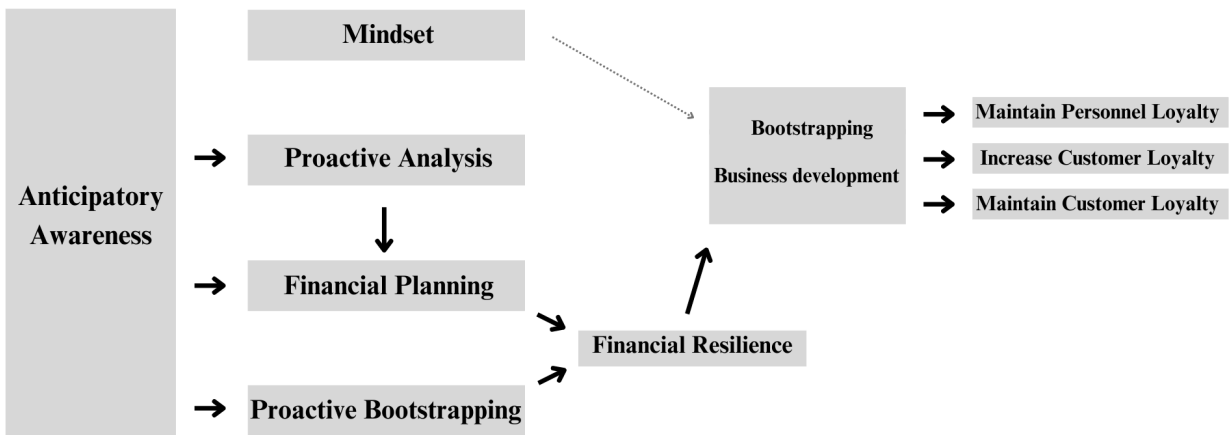 Anticipatory
Awareness
Mindset
Proactive Analysis
Financial Planning
Proactive Bootstrapping
Financial Resilience
Bootstrapping
Business development
Maintain Personnel Loyalty
Increase Customer Loyalty
Maintain Customer Loyalty